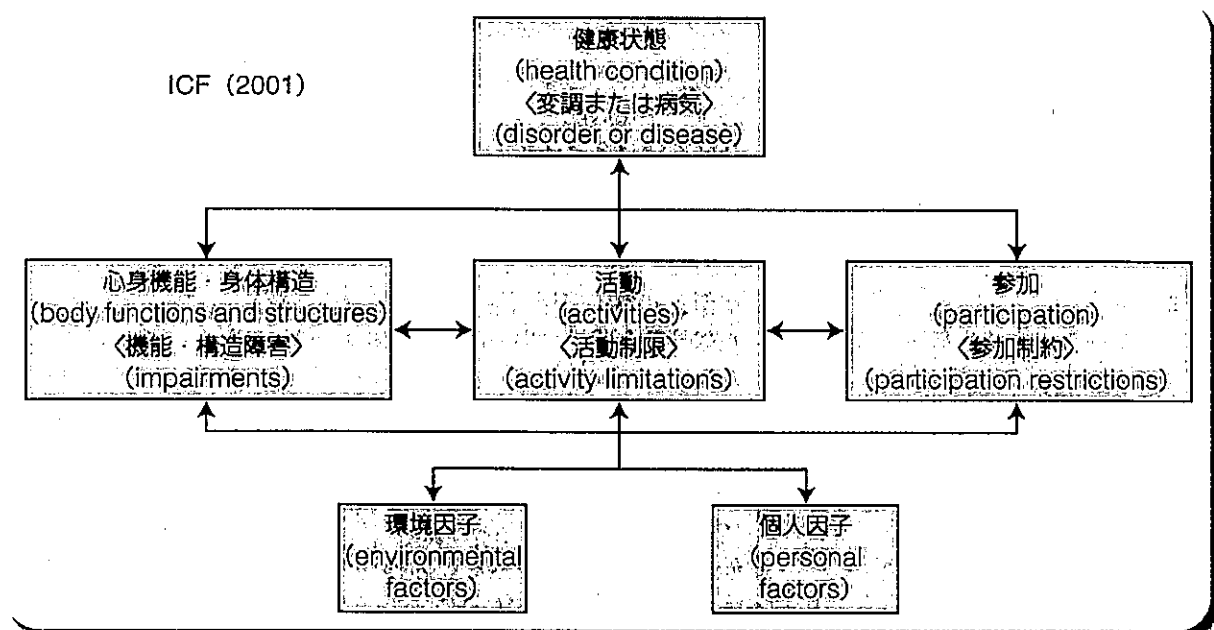 ICF (2001)
健康状態
(health condition)
〈変調または病気〉
(disorder or disease)
心身機能・身体構造
(body functions and structures)
〈機能・構造障害〉
(impairments)
活動
(activities)
〈活動制限〉
(activity limitations)
参加
(participation)
〈参加制約〉
(participation restrictions)
環境因子
(environmental
factors)
個人因子
(personal
factors)